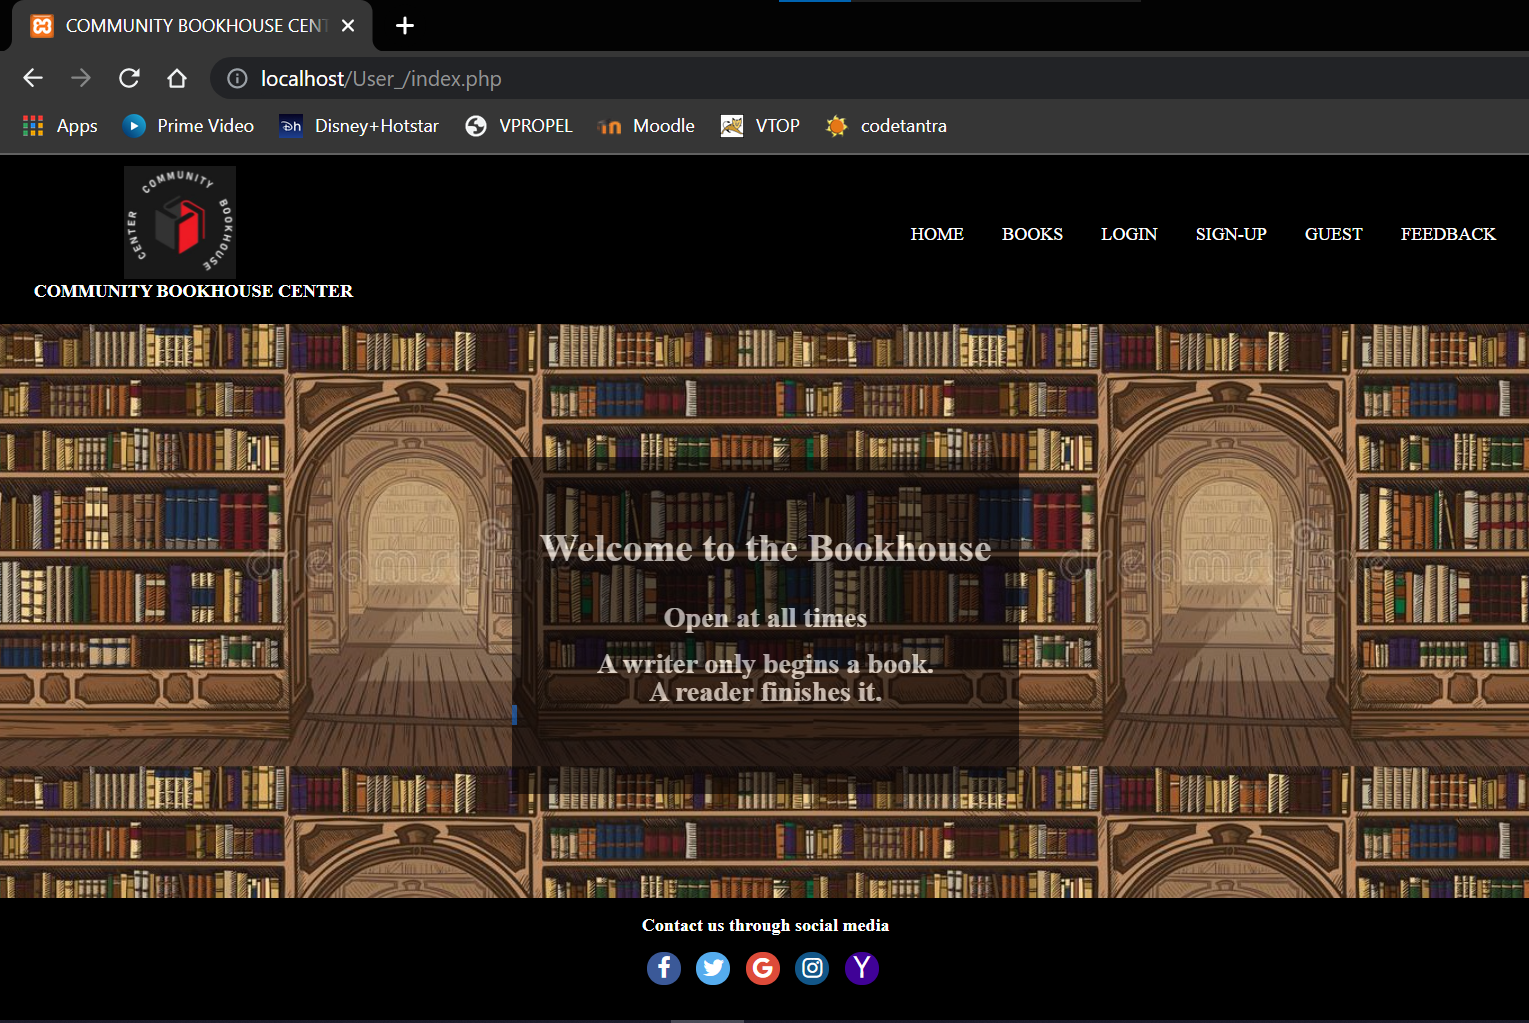 COMMUNITY BOOKHOUSE CENT
localhost/User_/index.php
Apps
Prime Video
Disney+Hotstar
VPROPEL
Moodle
VTOP
codetantra
COMMUNITY BOOKHOUSE CENTER
COMMUNITY BOOKHOUSE CENTER
HOME
BOOKS
LOGIN
SIGN-UP
GUEST
FEEDBACK
Welcome to the Bookhouse
Open at all times
A writer only begins a book.
A reader finishes it.
Contact us through social media